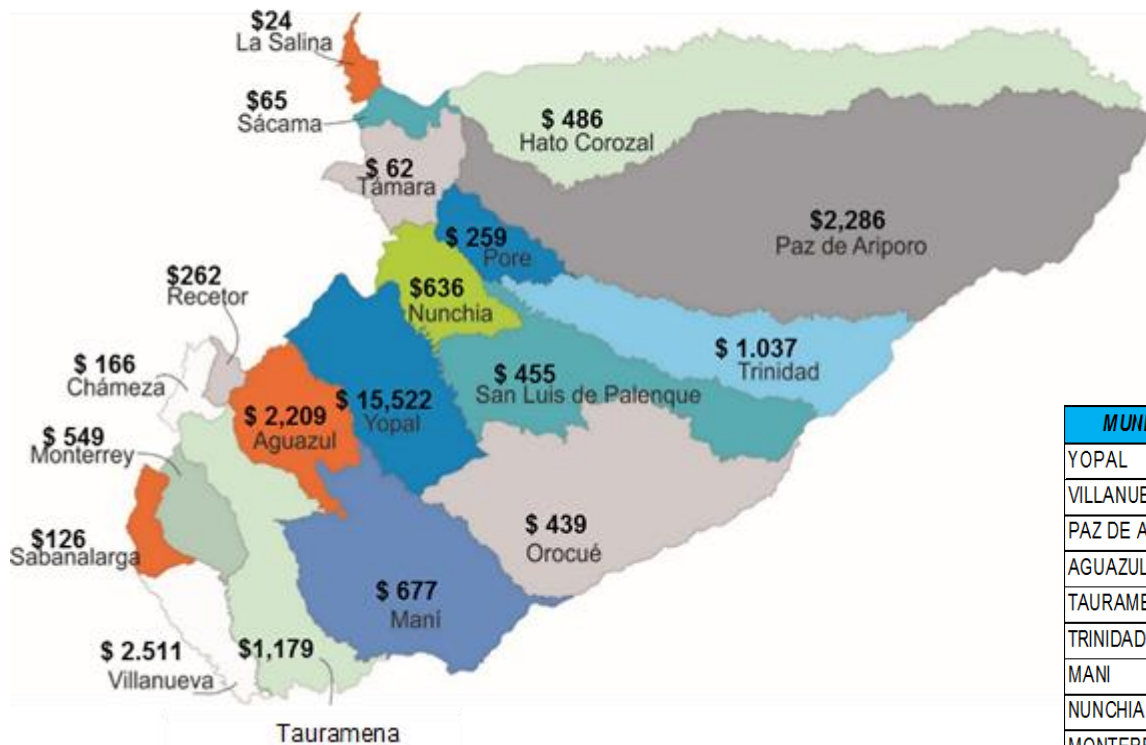 $24
La Salina
$65
Sácama
$ 486
Hato Corozal
$ 62
Támara
$2,286
Paz de Ariporo
$ 259
Pore
$262
Recetor
$636
Nunchia
$ 1.037
Trinidad
$ 166
Chámeza
$ 455
San Luis de Palenque
$ 15,522
Yopal
$ 2,209
Aguazul
$ 549
Monterrey
$ 439
Orocué
$126
Sabanalarga
$ 677
Maní
$ 2.511
Villanueva
$1,179
Tauramena
YOPAL
PAZ DE
AGUAZUL
TRINIDAD
MANI
NUNCHIA